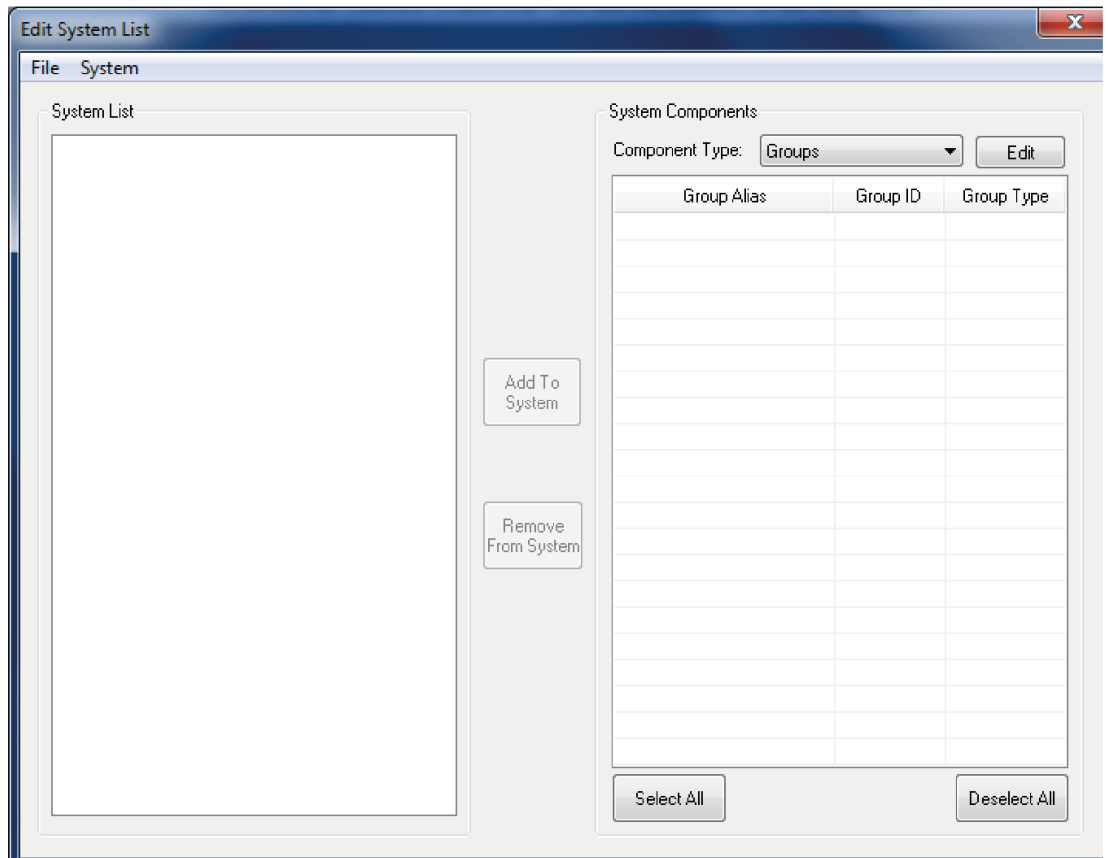 Edit System List
X
File System
System List
System Components
Component Type: Groups Edit
Group Alias Group ID Group Type
Add To
System
Remove
From System
Select All Deselect All